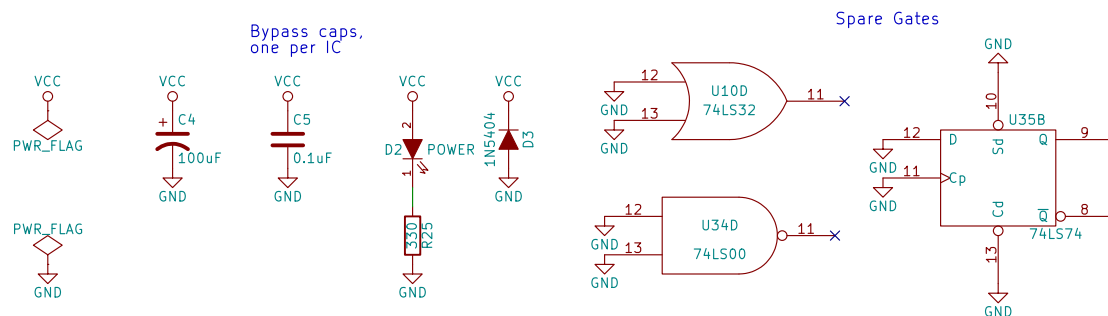 Bypass caps,
one per IC
Spare Gates
VCC
PWR_FLAG
PWR_FLAG
GND
VCC
+
C4
100uF
GND
VCC
C5
0.1uF
GND
VCC
2
D2
POWER
1
330
R25
GND
VCC
1N5404
D3
GND
12
GND
13
GND
U10D
74LS32
11
12
GND
13
GND
U34D
74LS00
11
GND
10
U35B
12
D
Sd
Q
9
GND
11
Cp
GND
Cd
Q
8
74LS74
13
GND